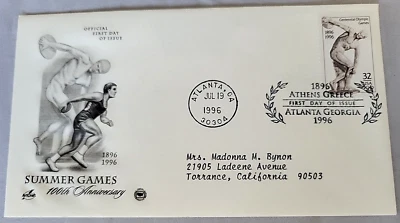 OFFICIAL
FIRST DAY
OF ISSUE
Centennial Olympic
Games
1896
1996
32
USA
ATLANTA, GA
JUL 19
1996
30304
1896
ATHENS GREECE
FIRST DAY OF ISSUE
ATLANTA GEORGIA
1996
1896
1996
SUMMER GAMES
100th Anniversary
Mrs. Madonna M. Bynon
21905 Ladeene Avenue
Torrance, California 90503